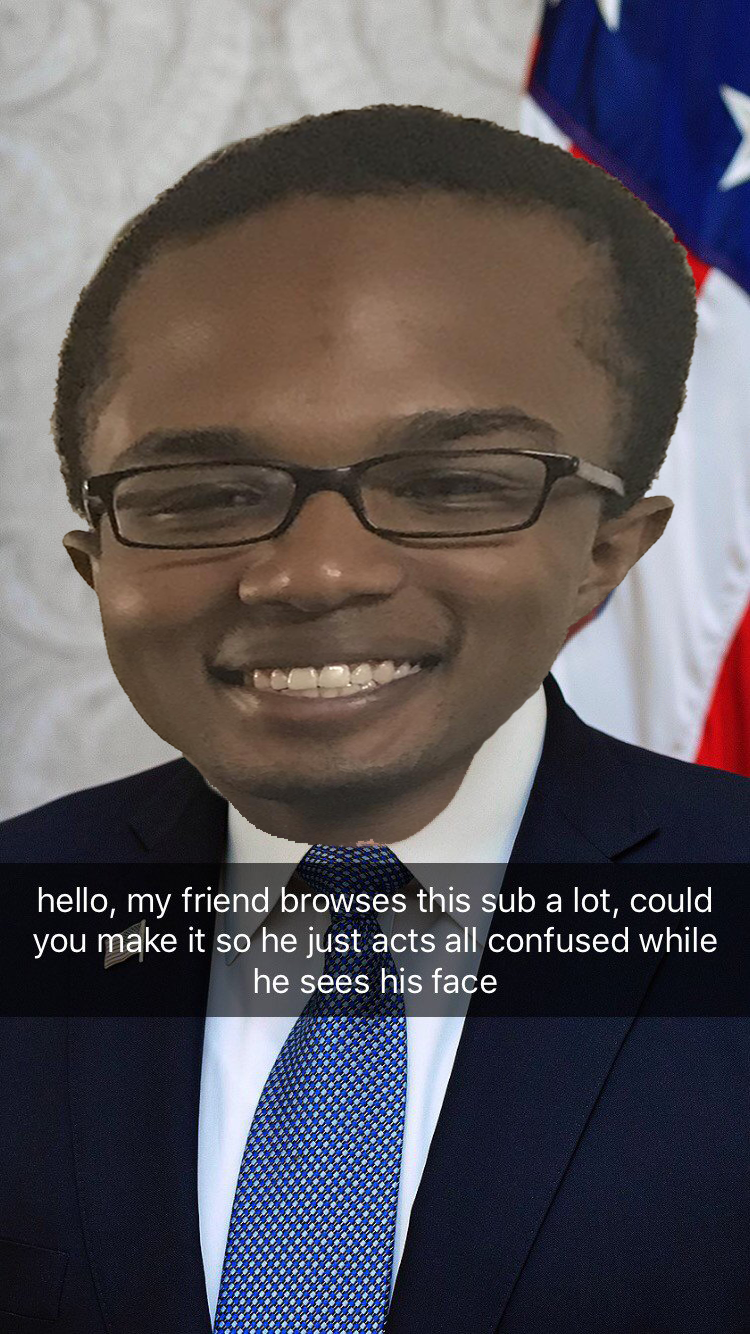 hello, my friend browses this sub a lot, could
you make it so he just acts all confused while
he sees his face